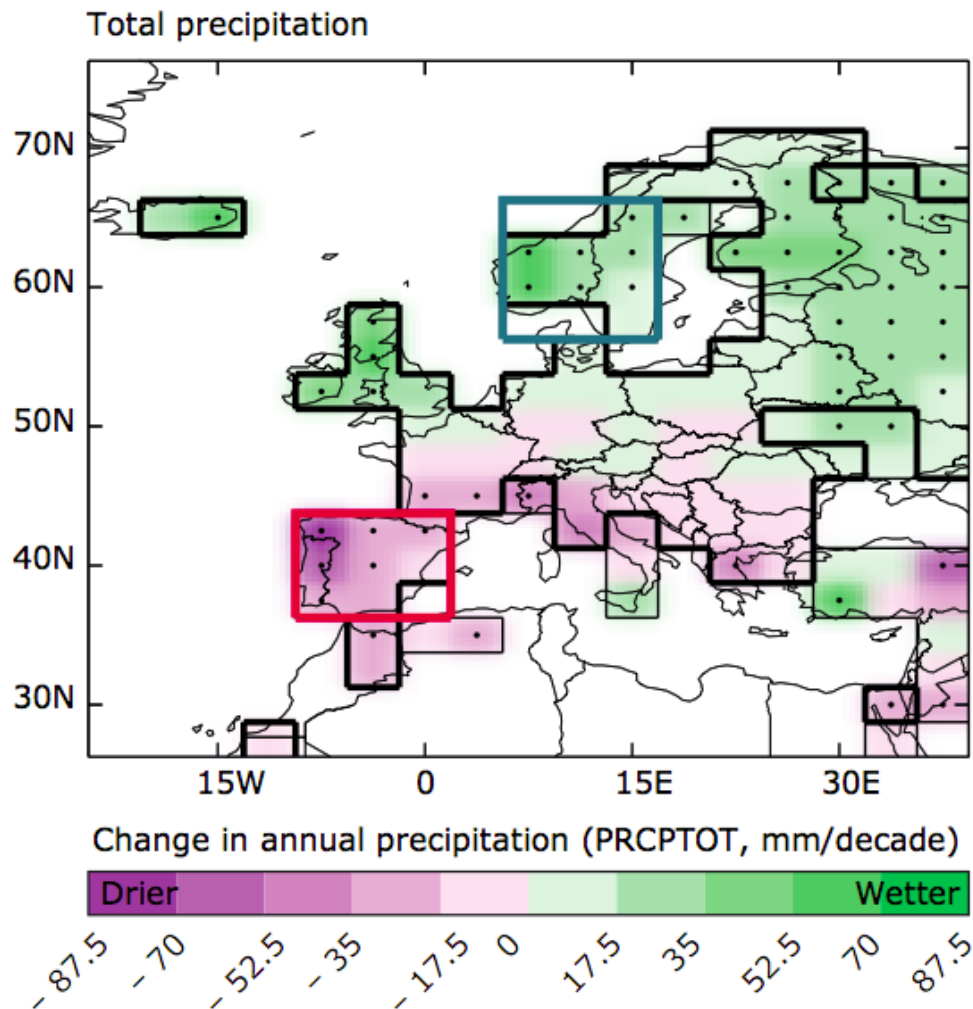 Total precipitation
70N
60N
50N
40N
30N
15W 0 15E 30E
Change in annual precipitation (PRCPTOT, mm/decade)
Drier Wetter
– 87.5 – 70 – 52.5 – 35 – 17.5 0 17.5 35 52.5 70 87.5